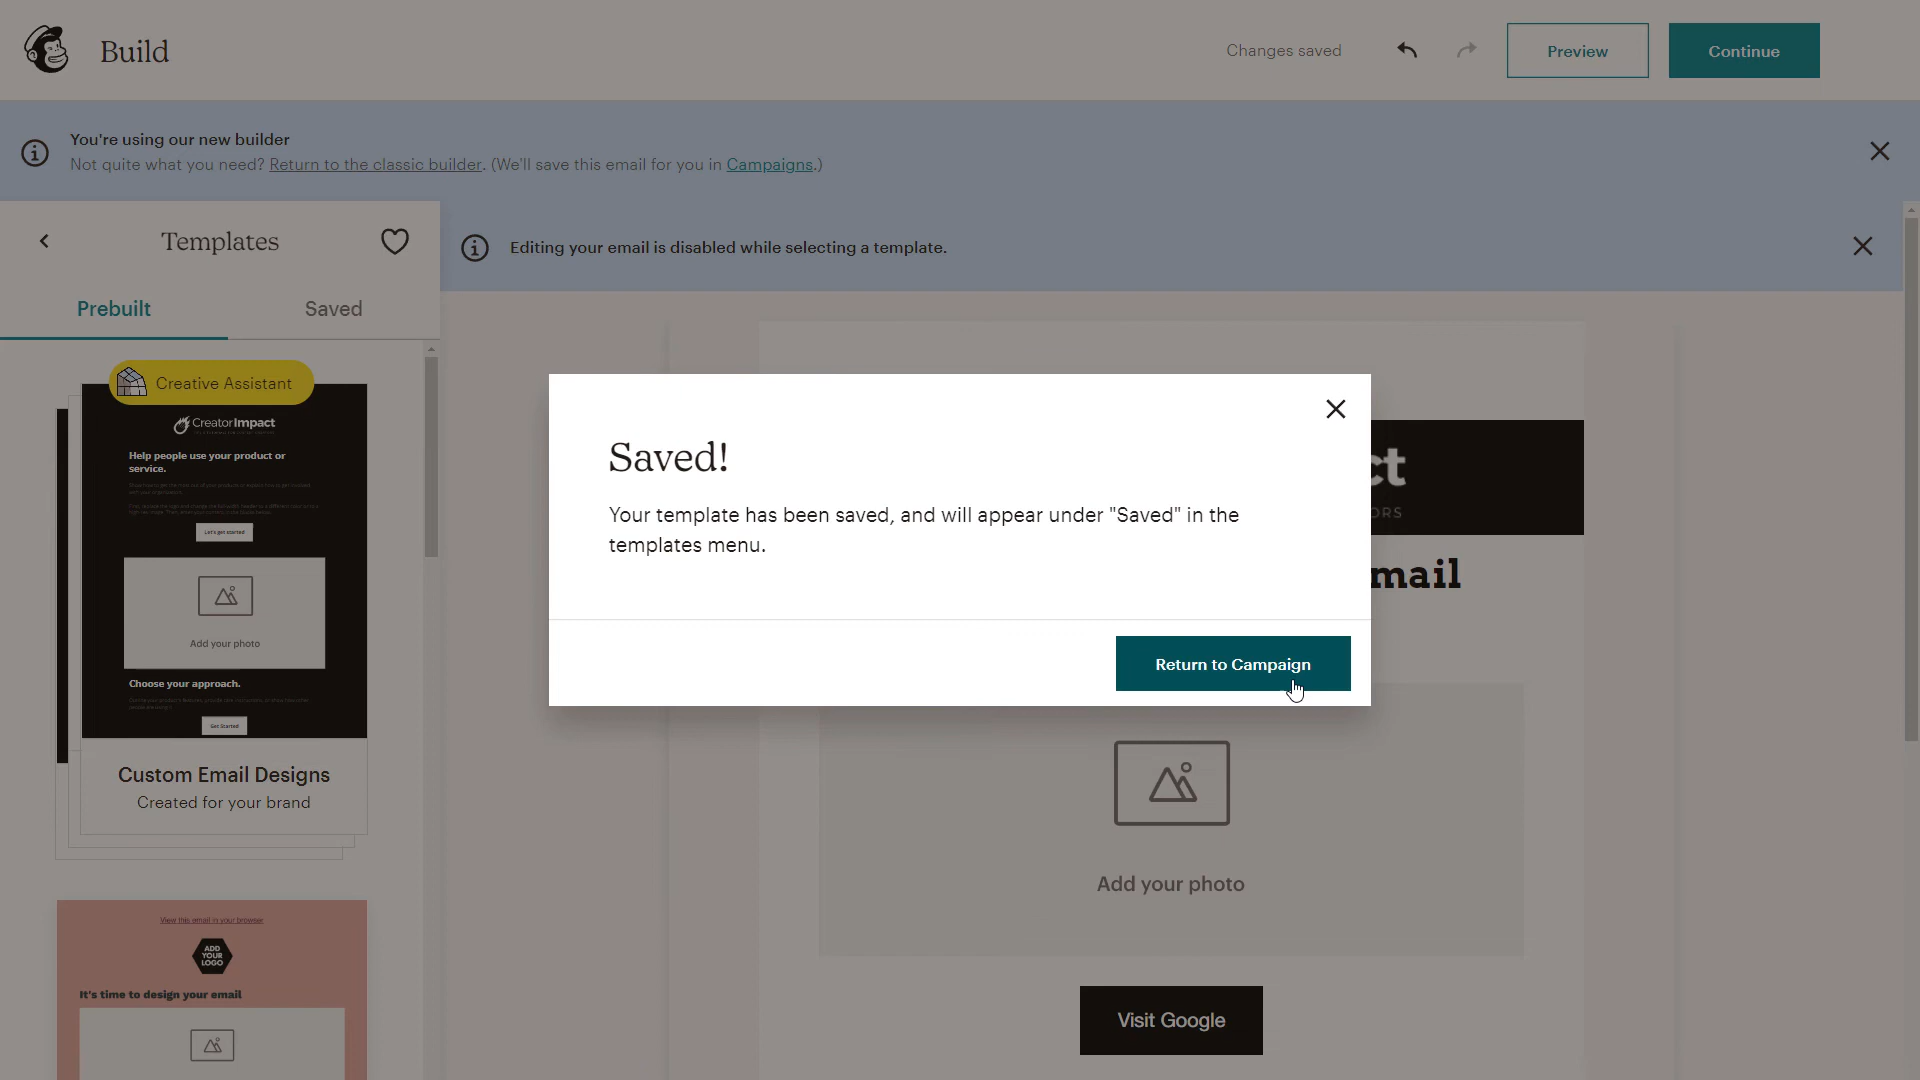 Build
Changes saved
Preview
Continue
You're using our new builder
Not quite what you need? Return to the classic builder. (We'll save this email for you in Campaigns.)
Templates
Editing your email is disabled while selecting a template.
Prebuilt
Saved
Creative Assistant
CreatorImpact
Help people use your product or
service.
Let's get started
Add your photo
Choose your approach.
Get Started
Custom Email Designs
Created for your brand
View this email in your browser
ADD
YOUR
LOGO
It's time to design your email
Saved!
Your template has been saved, and will appear under "Saved" in the
templates menu.
Return to Campaign
ct
ORS
mail
Add your photo
Visit Google